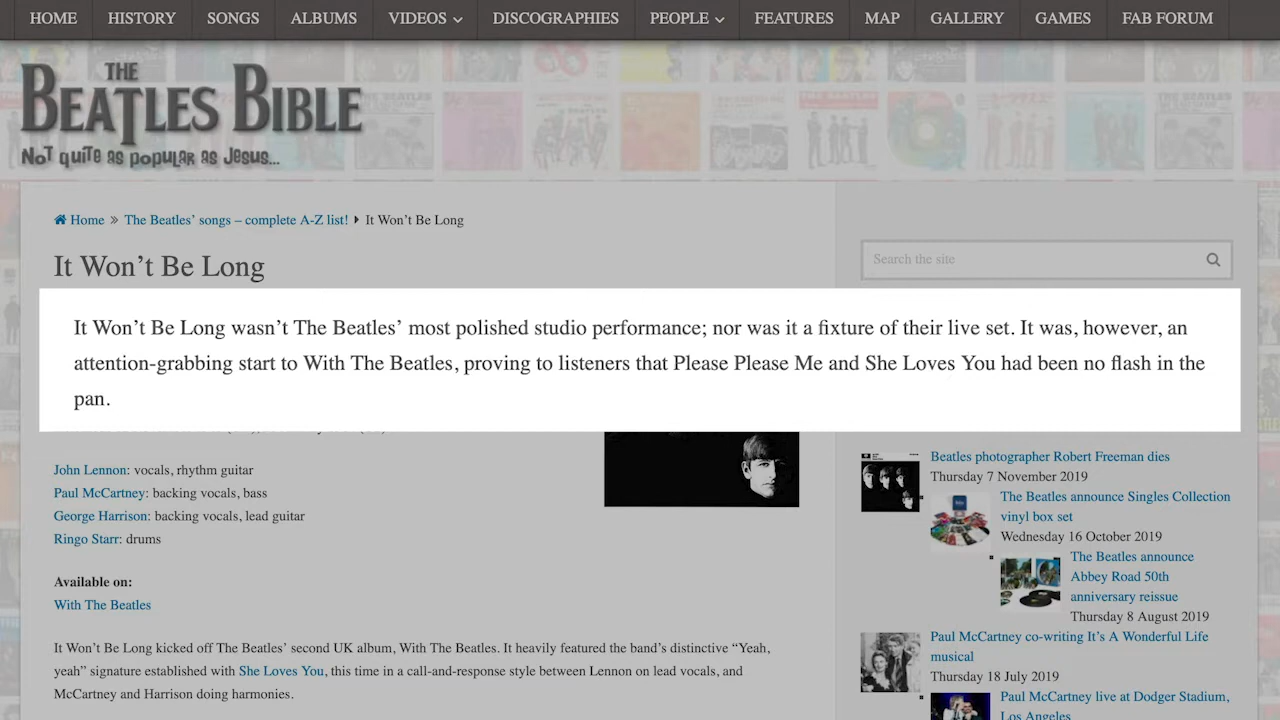 HOME
HISTORY
SONGS
ALBUMS
VIDEOS
DISCOGRAPHIES
PEOPLE
FEATURES
MAP
GALLERY
GAMES
FAB FORUM
THE
BEATLES BIBLE
Not quite as popular as Jesus...
Home » The Beatles’ songs – complete A-Z list! It Won’t Be Long
Search the site
It Won’t Be Long
It Won’t Be Long wasn’t The Beatles’ most polished studio performance; nor was it a fixture of their live set. It was, however, an
attention-grabbing start to With The Beatles, proving to listeners that Please Please Me and She Loves You had been no flash in the
pan.
John Lennon: vocals, rhythm guitar
Paul McCartney: backing vocals, bass
George Harrison: backing vocals, lead guitar
Ringo Starr: drums
Available on:
With The Beatles
It Won’t Be Long kicked off The Beatles’ second UK album, With The Beatles. It heavily featured the band’s distinctive “Yeah,
yeah” signature established with She Loves You, this time in a call-and-response style between Lennon on lead vocals, and
McCartney and Harrison doing harmonies.
Beatles photographer Robert Freeman dies
Thursday 7 November 2019
The Beatles announce Singles Collection
vinyl box set
Wednesday 16 October 2019
The Beatles announce
Abbey Road 50th
anniversary reissue
Thursday 8 August 2019
Paul McCartney co-writing It’s A Wonderful Life
musical
Thursday 18 July 2019
Paul McCartney live at Dodger Stadium,
Los Angeles